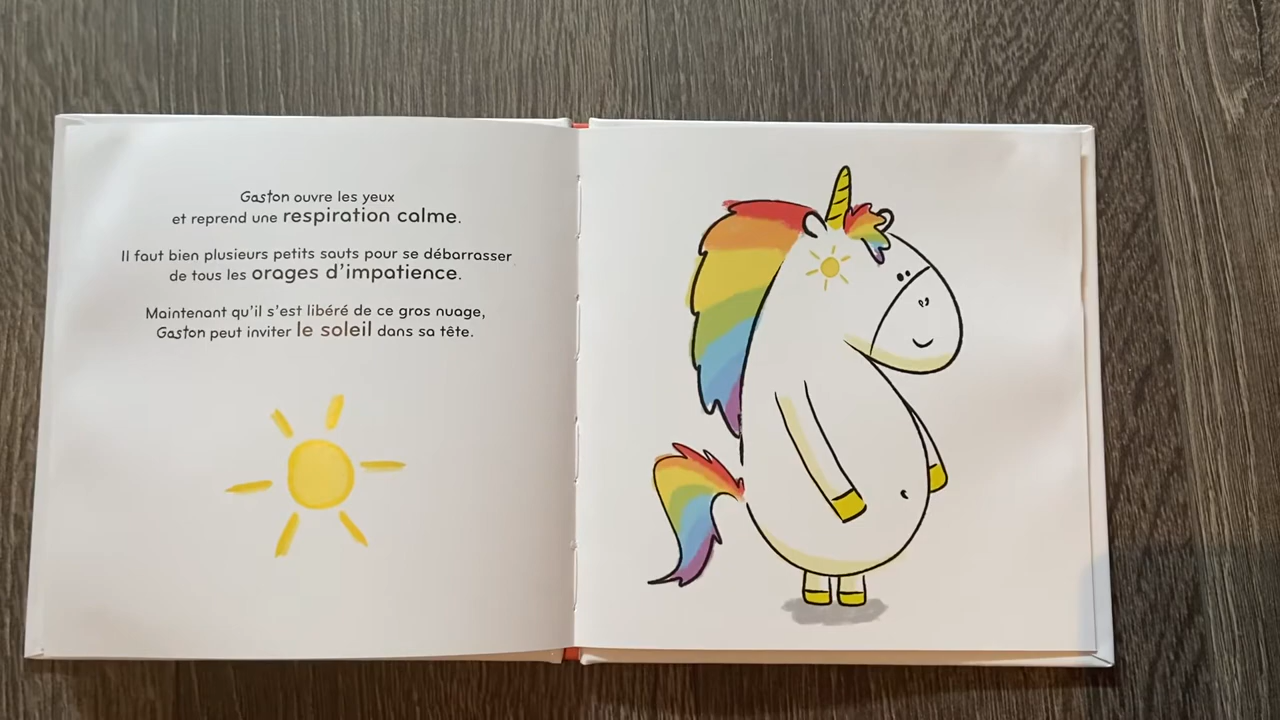 Gaston ouvre les yeux
et reprend une respiration calme.
Il faut bien plusieurs petits sauts pour se débarrasser
de tous les orages d'impatience.
Maintenant qu'il s'est libéré de ce gros nuage,
Gaston peut inviter le soleil dans sa tête.